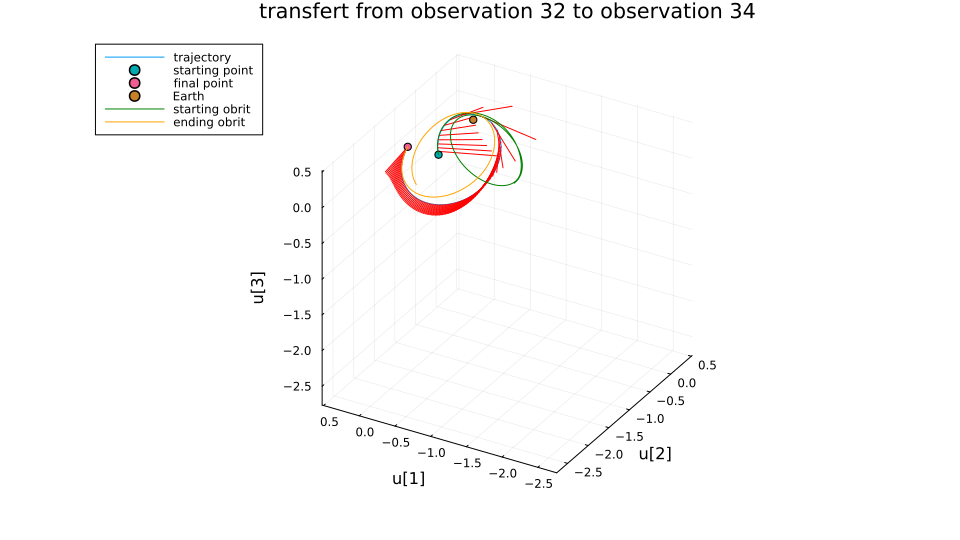 transfert from observation 32 to observation 34
trajectory
starting point
final point
Earth
starting obrit
ending obrit
0.5
0.0
−0.5
−1.0
−1.5
−2.0
−2.5
u[3]
0.5
0.0
−0.5
−1.0
−1.5
−2.0
−2.5
u[1]
0.5
0.0
−0.5
−1.0
−1.5
−2.0
−2.5
u[2]